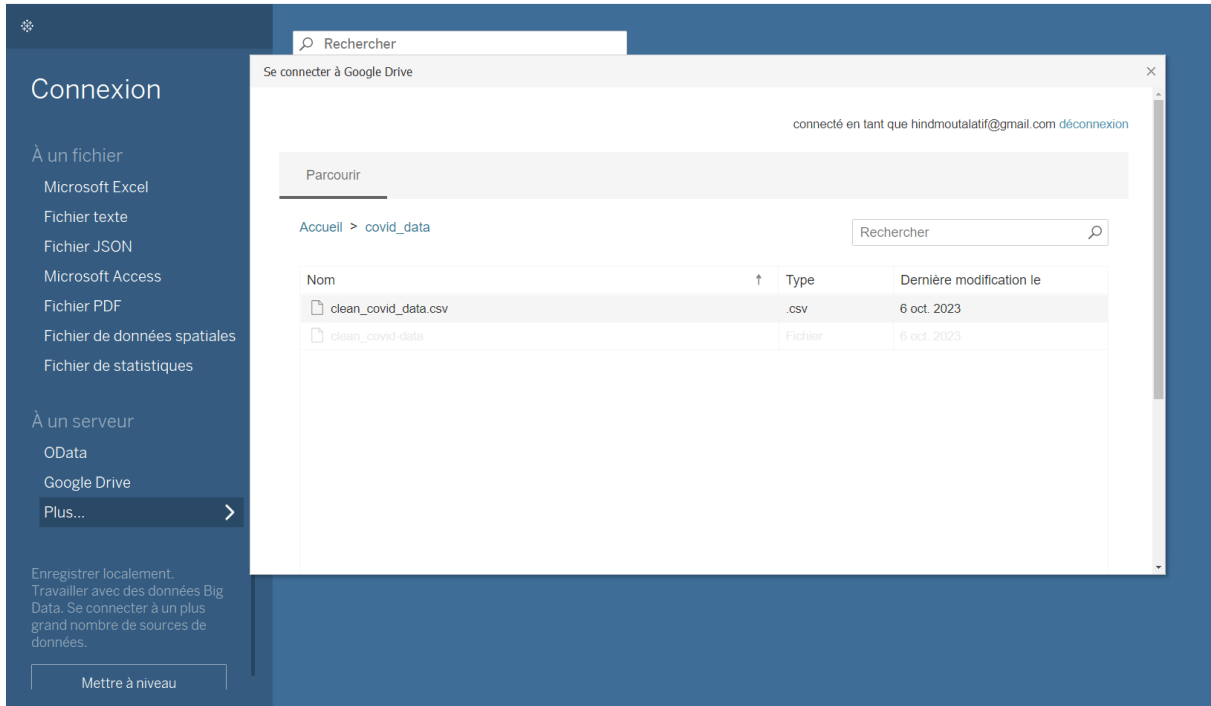 Rechercher
Se connecter à Google Drive
Connexion
connecté en tant que hindmoutalatif@gmail.com déconnexion
À un fichier
Microsoft Excel
Fichier texte
Fichier JSON
Microsoft Access
Fichier PDF
Fichier de données spatiales
Fichier de statistiques
À un serveur
OData
Google Drive
Plus...
Enregistrer localement.
Travailler avec des données Big
Data. Se connecter à un plus
grand nombre de sources de
données.
Mettre à niveau
Parcourir
Accueil > covid_data
Rechercher
Nom ↑ Type Dernière modification le
clean_covid_data.csv .csv 6 oct. 2023
clean_covid-data Fichier 6 oct. 2023